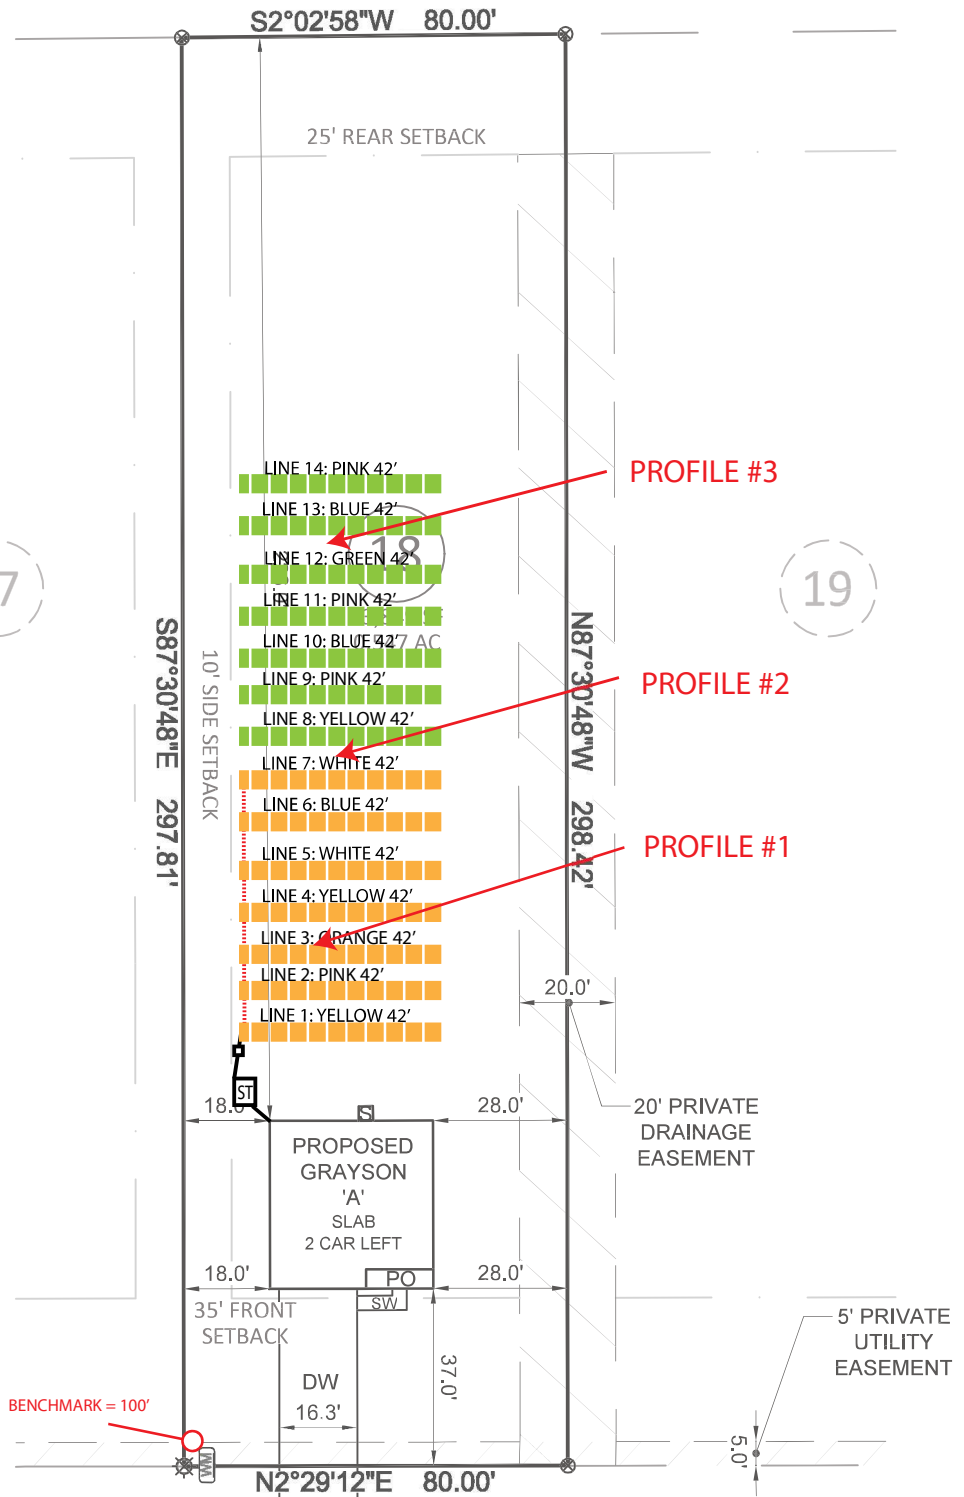 S2°02'58"W 80.00'
25' REAR SETBACK
LINE 14: PINK 42'
PROFILE #3
LINE 13: BLUE 42'
18
LINE 12: GREEN 42'
7
19
LINE 11: PINK 42'
LINE 10: BLUE 42'
AC
S87°30'48"E 297.81'
10' SIDE SETBACK
N87°30'48"W 298.42'
LINE 9: PINK 42'
PROFILE #2
LINE 8: YELLOW 42'
LINE 7: WHITE 42'
LINE 6: BLUE 42'
LINE 5: WHITE 42'
PROFILE #1
LINE 4: YELLOW 42'
LINE 3: ORANGE 42'
LINE 2: PINK 42'
20.0'
LINE 1: YELLOW 42'
ST
18.0'
S
28.0'
20' PRIVATE
DRAINAGE
EASEMENT
PROPOSED
GRAYSON
'A'
SLAB
2 CAR LEFT
18.0'
PO
28.0'
SW
35' FRONT
SETBACK
5' PRIVATE
UTILITY
EASEMENT
37.0'
DW
16.3'
BENCHMARK = 100'
5.0'
WM
N2°29'12"E 80.00'